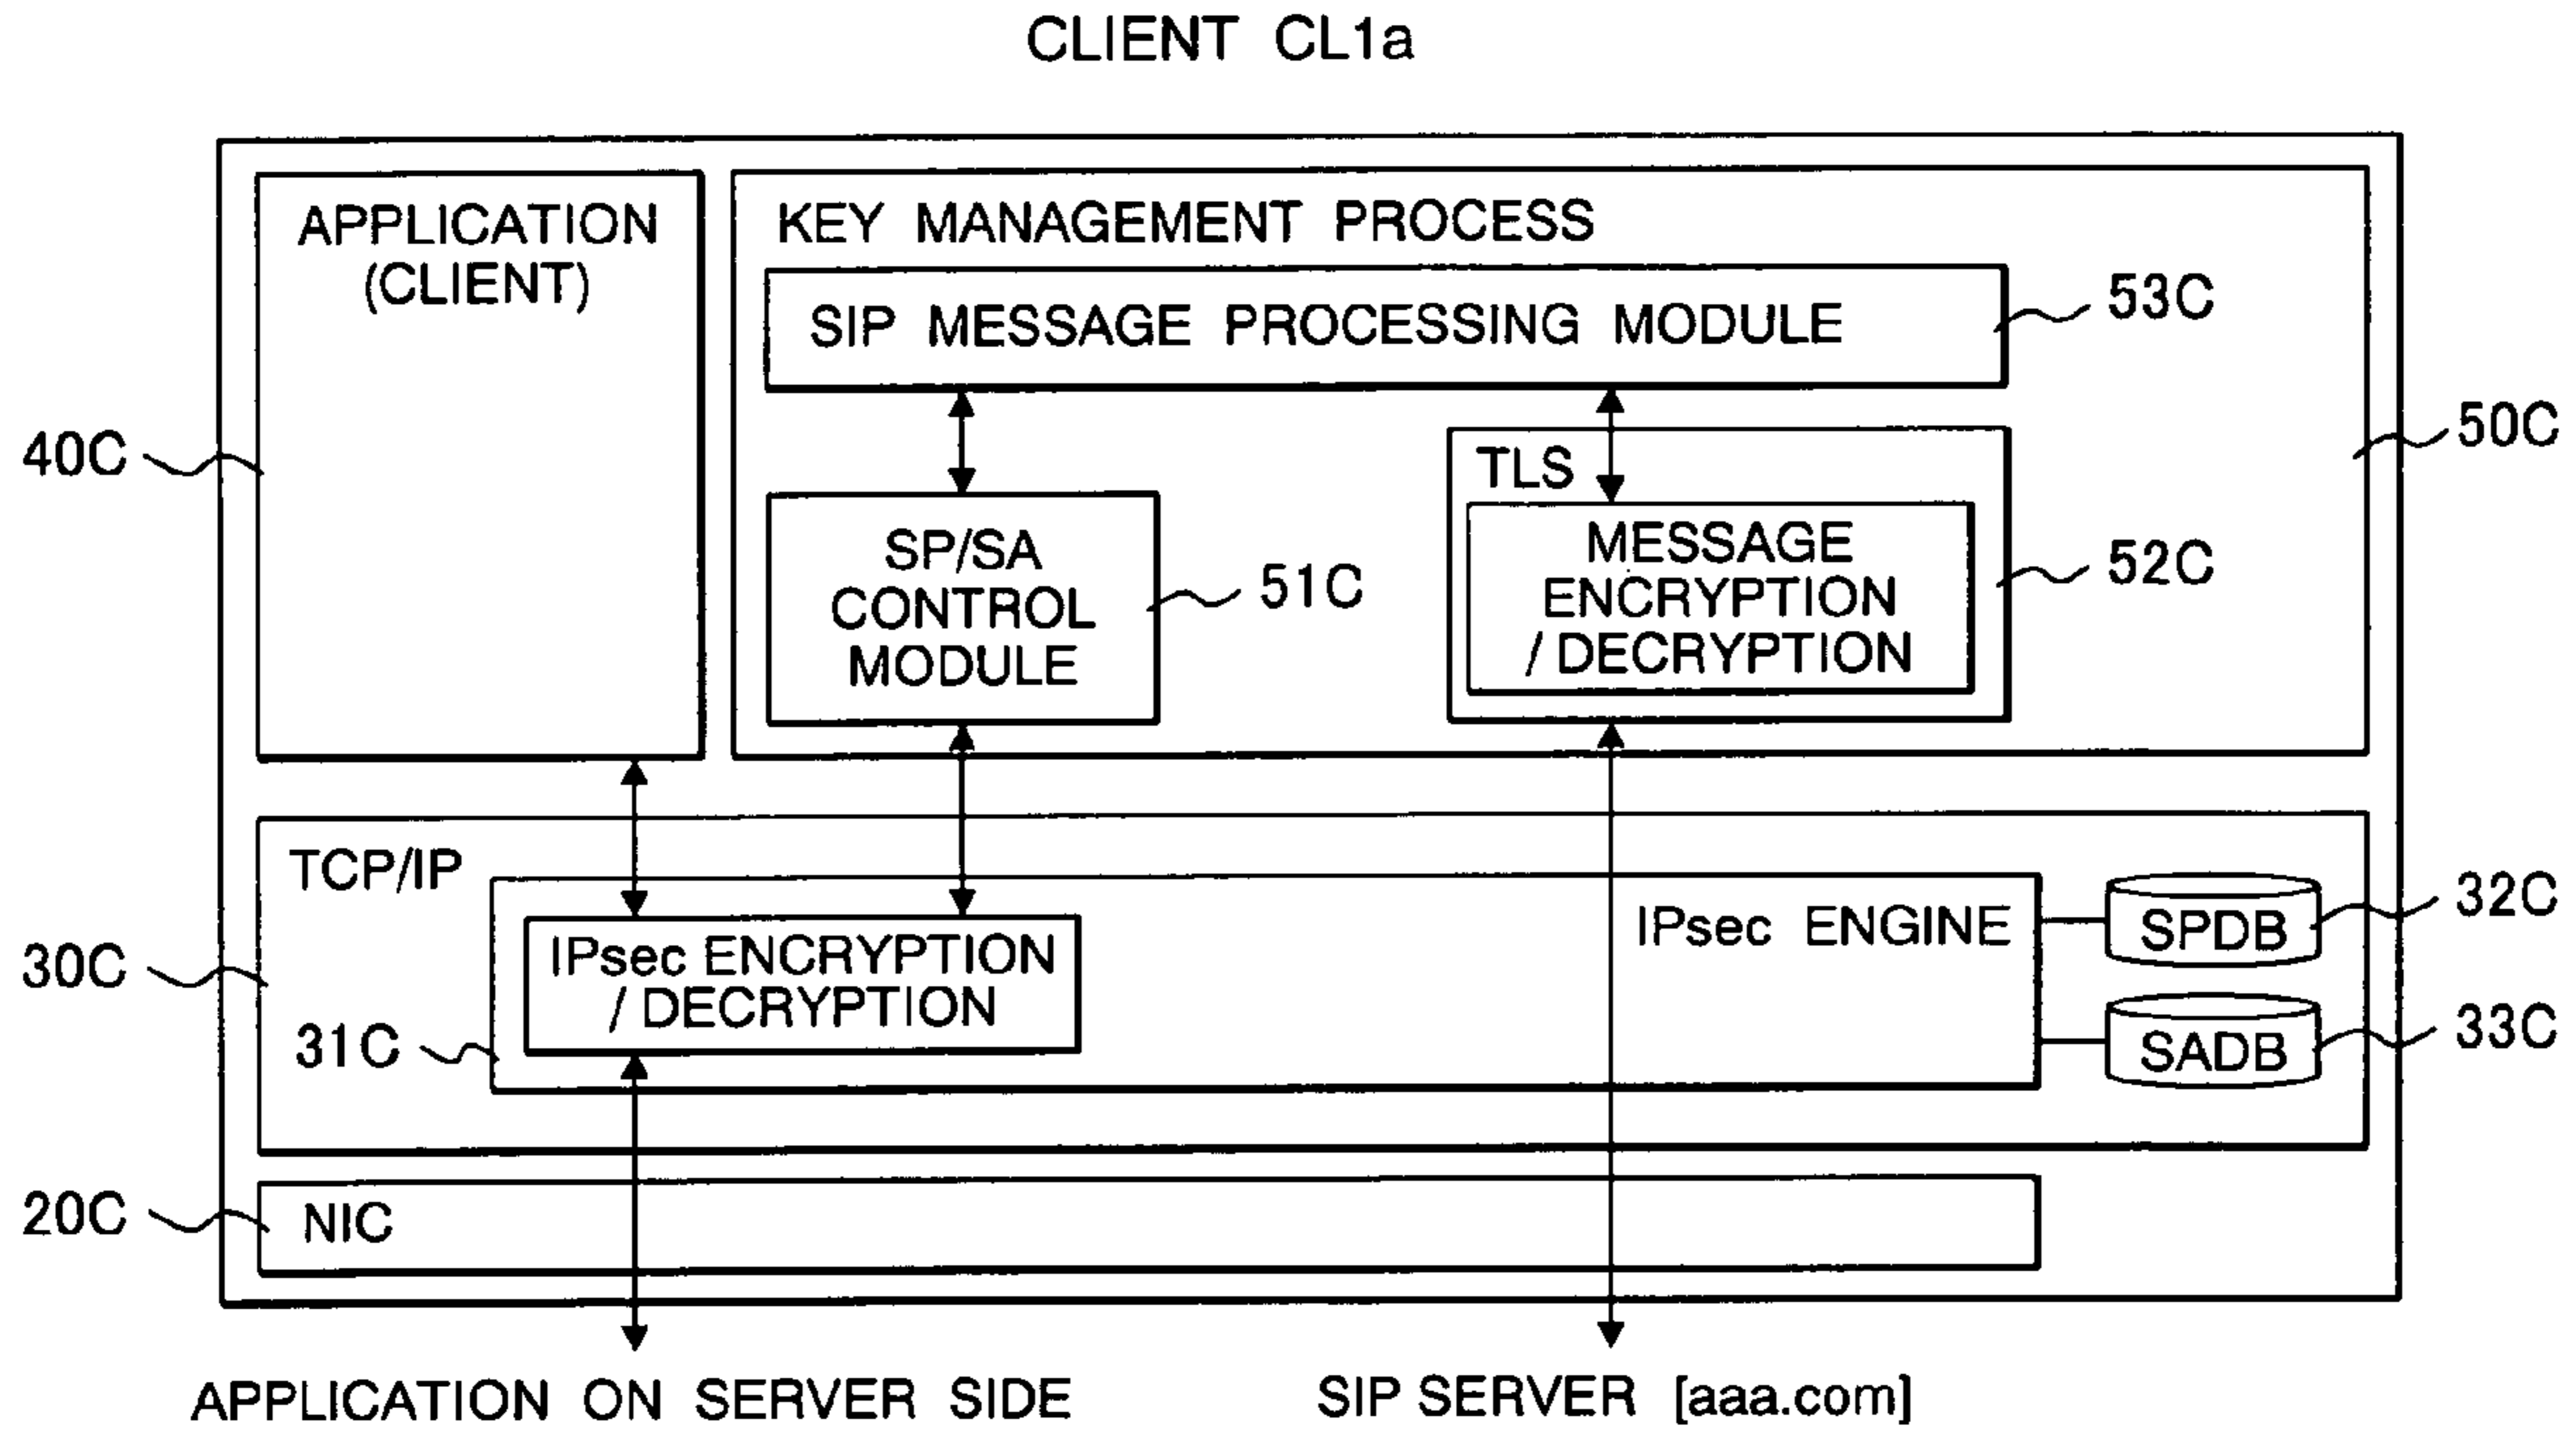 CLIENT CL1a
APPLICATION
(CLIENT)
KEY MANAGEMENT PROCESS
SIP MESSAGE PROCESSING MODULE
53C
40C
50C
TLS
SP/SA
CONTROL
MODULE
51C
MESSAGE
ENCRYPTION
/ DECRYPTION
52C
TCP/IP
IPsec ENGINE
SPDB
32C
30C
IPsec ENCRYPTION
/ DECRYPTION
31C
SADB
33C
20C
NIC
APPLICATION ON SERVER SIDE
SIP SERVER [aaa.com]